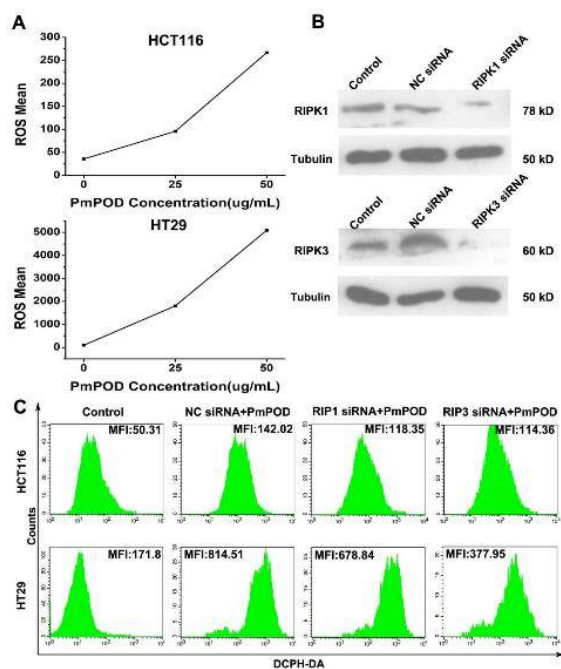 A
HCT116
300
250
200
150
100
50
0
ROS Mean
0 25 50
PmPOD Concentration(ug/mL)
HT29
5000
4000
3000
2000
1000
0
ROS Mean
0 25 50
PmPOD Concentration(ug/mL)
B
Control NC siRNA RIPK1 siRNA
RIPK1 78 kD
Tubulin 50 kD
Control NC siRNA RIPK3 siRNA
RIPK3 60 kD
Tubulin 50 kD
C
Control NC siRNA+PmPOD RIP1 siRNA+PmPOD RIP3 siRNA+PmPOD
HCT116
MFI:50.31 MFI:142.02 MFI:118.35 MFI:114.36
Counts
HT29
MFI:171.8 MFI:814.51 MFI:678.84 MFI:377.95
DCPH-DA